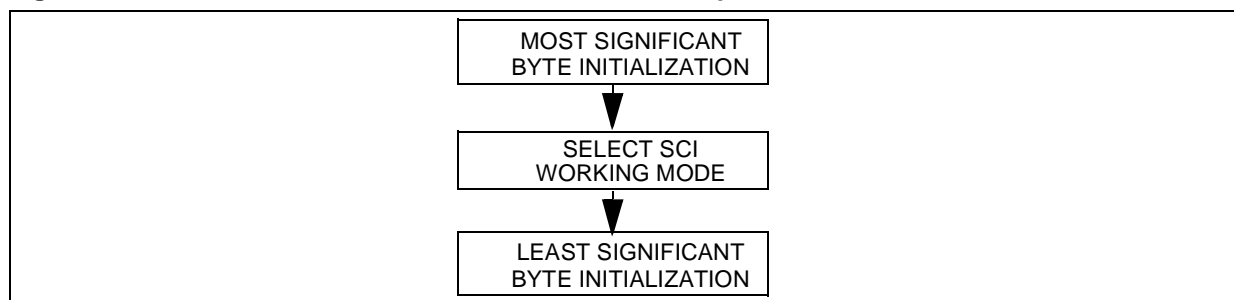 MOST SIGNIFICANT
BYTE INITIALIZATION
SELECT SCI
WORKING MODE
LEAST SIGNIFICANT
BYTE INITIALIZATION